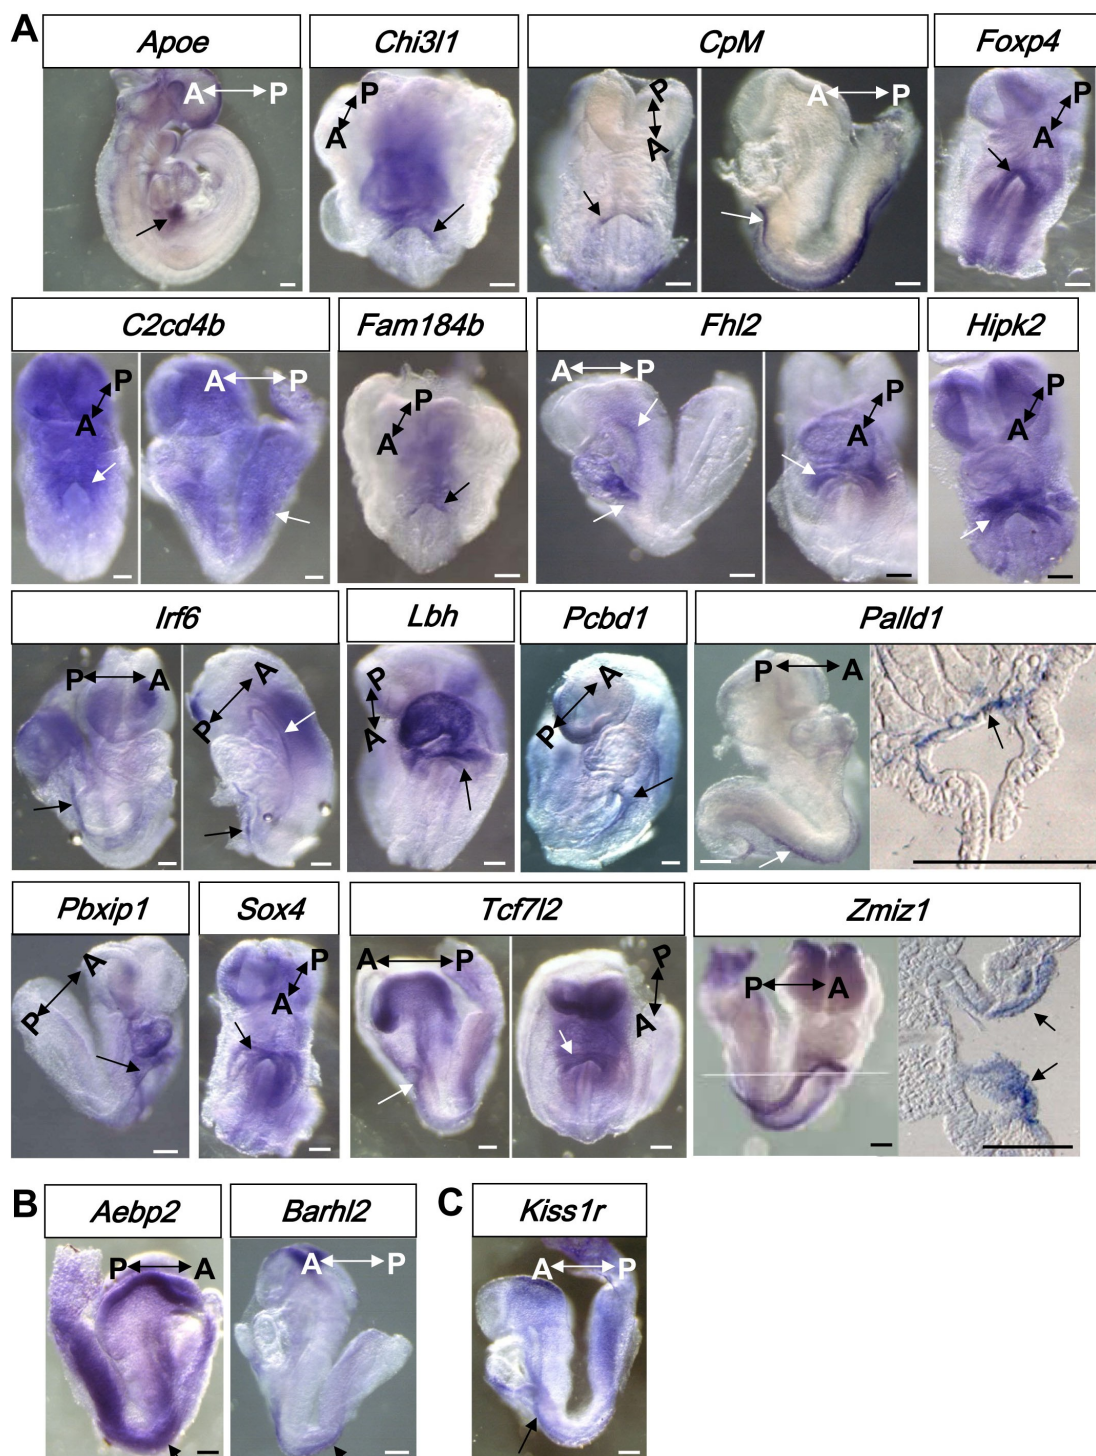 A
Apoe Chi3l1 CpM Foxp4
A P
P A
P A
A P
P A
C2cd4b Fam184b Fhl2 Hipk2
P A
A P
P A
A P
P A
P A
Irf6 Lbh Pcbd1 Palld1
P A
A P
P A
A P
P A
Pbxip1 Sox4 Tcf7l2 Zmiz1
A P
P A
A P
P A
P A
B C
Aebp2 Barhl2 Kiss1r
P A
A P
A P